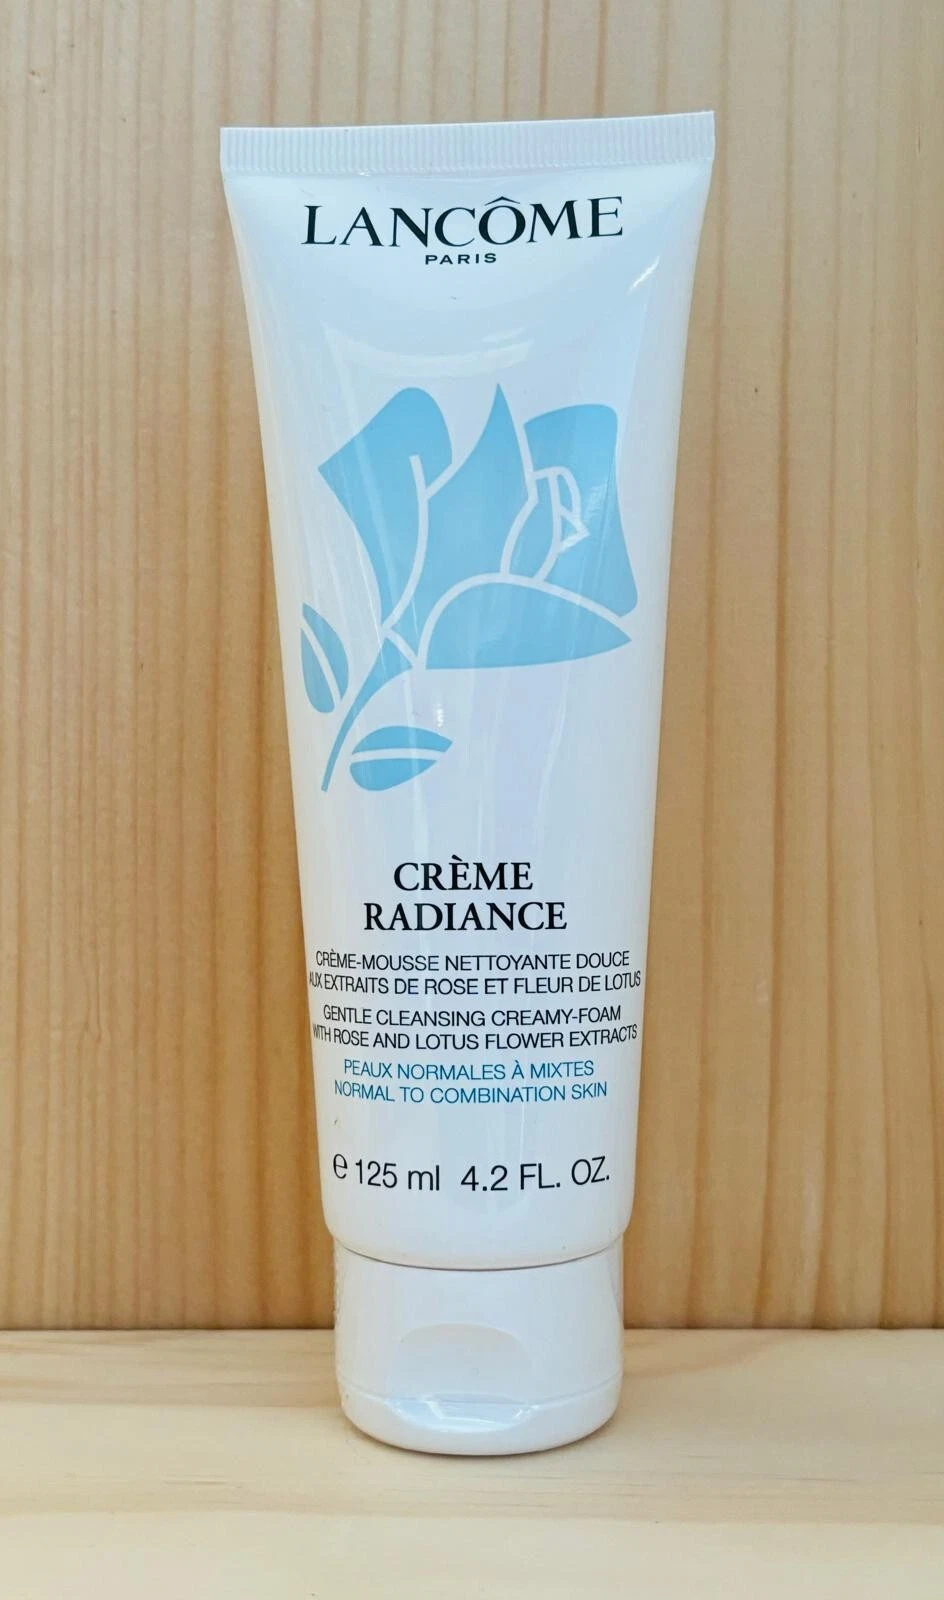 LANCÔME
PARIS
CRÈME
RADIANCE
CRÈME-MOUSSE NETTOYANTE DOUCE
AUX EXTRAITS DE ROSE ET FLEUR DE LOTUS
GENTLE CLEANSING CREAMY-FOAM
WITH ROSE AND LOTUS FLOWER EXTRACTS
PEAUX NORMALES À MIXTES
NORMAL TO COMBINATION SKIN
℮ 125 ml 4.2 FL. OZ.